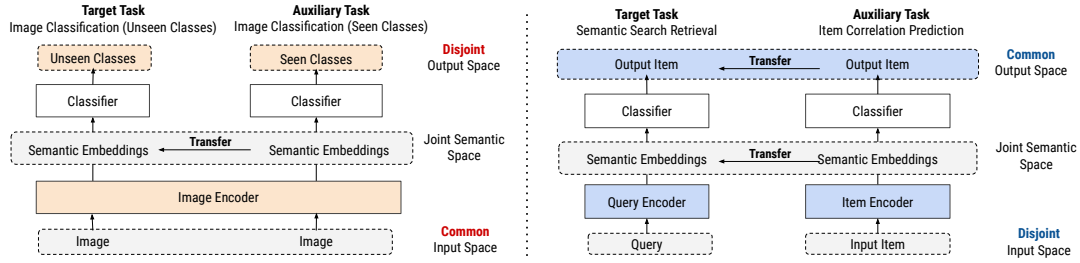 Target Task
Image Classification (Unseen Classes)
Auxiliary Task
Image Classification (Seen Classes)
Unseen Classes
Seen Classes
Disjoint
Output Space
Classifier
Classifier
Semantic Embeddings
Transfer
Semantic Embeddings
Joint Semantic
Space
Image Encoder
Image
Image
Common
Input Space
Target Task
Semantic Search Retrieval
Auxiliary Task
Item Correlation Prediction
Output Item
Transfer
Output Item
Common
Output Space
Classifier
Classifier
Semantic Embeddings
Transfer
Semantic Embeddings
Joint Semantic
Space
Query Encoder
Item Encoder
Query
Input Item
Disjoint
Input Space